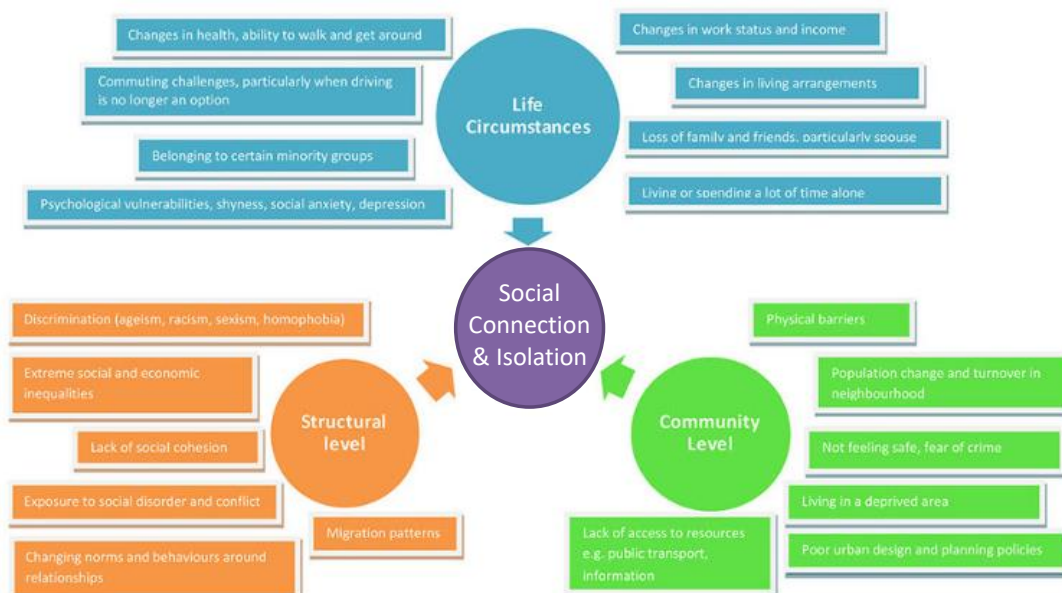 Changes in health, ability to walk and get around
Commuting challenges, particularly when driving
is no longer an option
Belonging to certain minority groups
Psychological vulnerabilities, shyness, social anxiety, depression
Life
Circumstances
Changes in work status and income
Changes in living arrangements
Loss of family and friends, particularly spouse
Living or spending a lot of time alone
Social
Connection
& Isolation
Discrimination (ageism, racism, sexism, homophobia)
Extreme social and economic
inequalities
Lack of social cohesion
Exposure to social disorder and conflict
Changing norms and behaviours around
relationships
Structural
level
Migration patterns
Community
Level
Physical barriers
Population change and turnover in
neighbourhood
Not feeling safe, fear of crime
Living in a deprived area
Poor urban design and planning policies
Lack of access to resources
e.g. public transport,
information